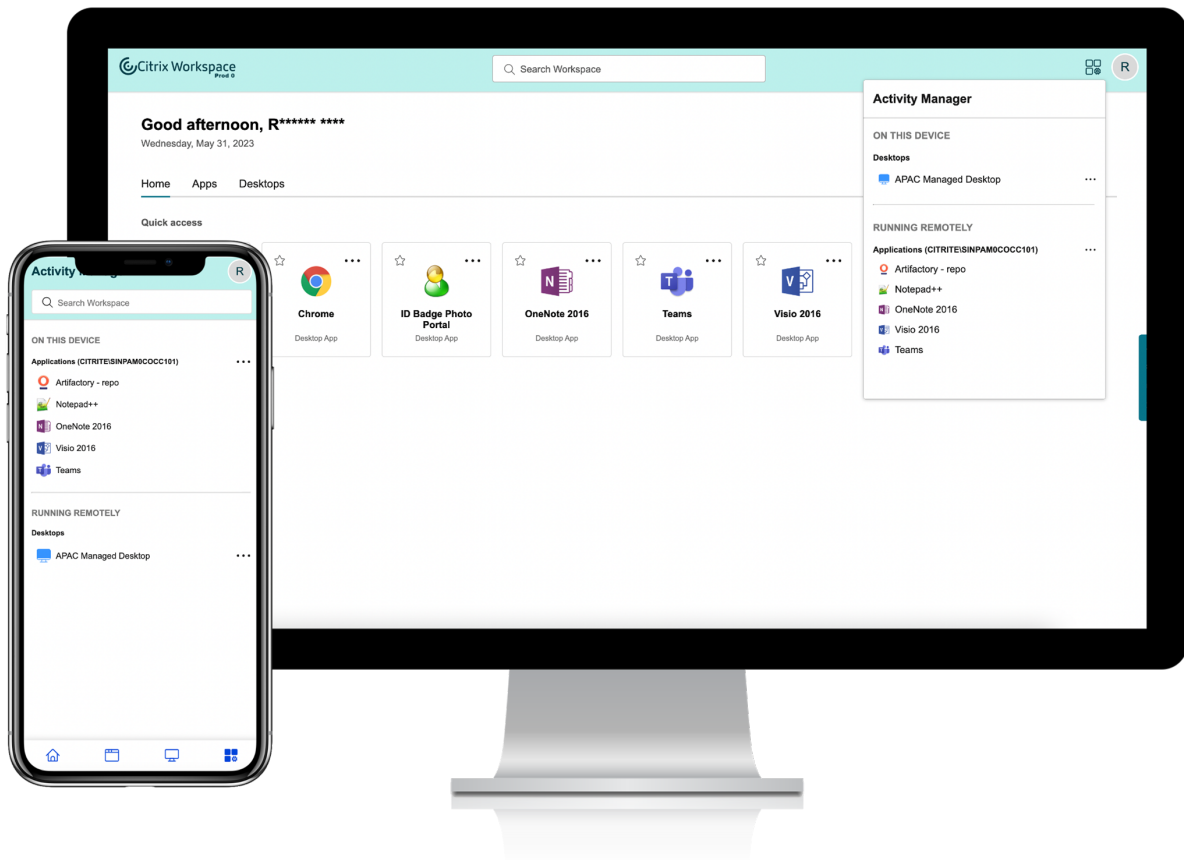 Citrix Workspace
Prod 0
Search Workspace
R
Good afternoon, R****** ****
Wednesday, May 31, 2023
Home Apps Desktops
Quick access
Chrome
Desktop App
ID Badge Photo
Portal
Desktop App
OneNote 2016
Desktop App
Teams
Desktop App
Visio 2016
Desktop App
Activity Manager
ON THIS DEVICE
Desktops
APAC Managed Desktop
RUNNING REMOTELY
Applications (CITRITE\SINPAM0COCC101)
Artifactory - repo
Notepad++
OneNote 2016
Visio 2016
Teams
Activity
R
Search Workspace
ON THIS DEVICE
Applications (CITRITE\SINPAM0COCC101)
Artifactory - repo
Notepad++
OneNote 2016
Visio 2016
Teams
RUNNING REMOTELY
Desktops
APAC Managed Desktop